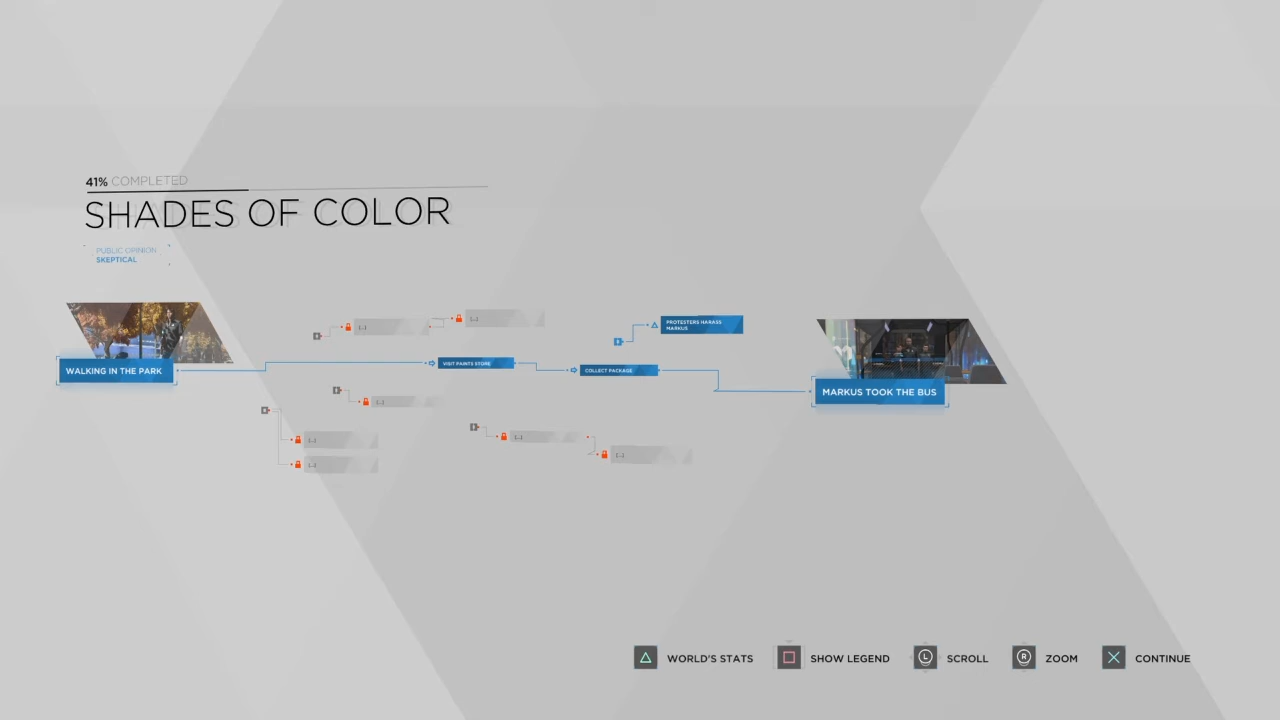 41% COMPLETED
SHADES OF COLOR
PUBLIC OPINION
SKEPTICAL
WALKING IN THE PARK
[...]
[...]
VISIT PAINTS STORE
COLLECT PACKAGE
PROTESTERS HARASS
MARKUS
MARKUS TOOK THE BUS
[...]
[...]
[...]
[...]
[...]
WORLD'S STATS
SHOW LEGEND
L
SCROLL
R
ZOOM
CONTINUE